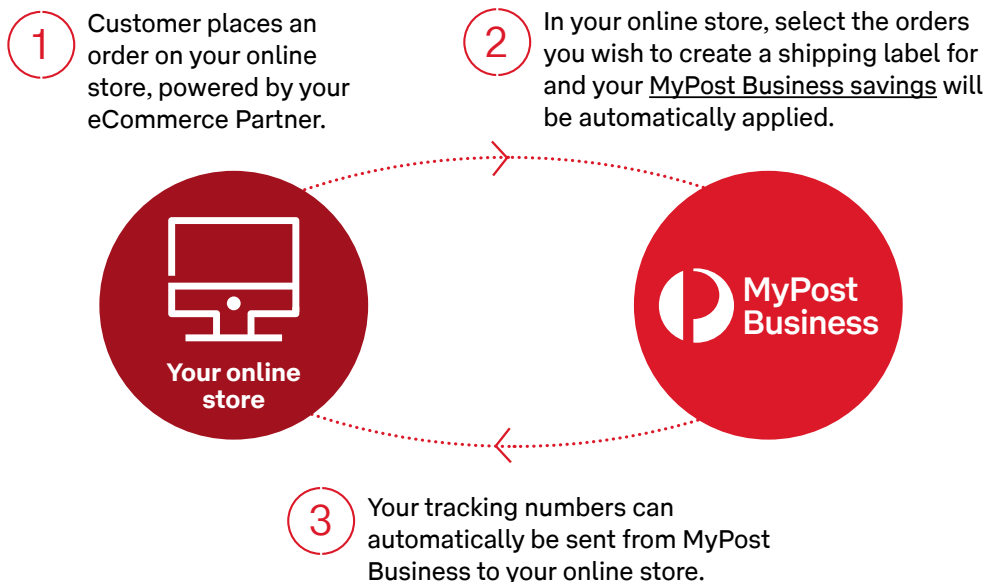 1
Customer places an
order on your online
store, powered by your
eCommerce Partner.
2
In your online store, select the orders
you wish to create a shipping label for
and your MyPost Business savings will
be automatically applied.
Your online
store
MyPost
Business
3
Your tracking numbers can
automatically be sent from MyPost
Business to your online store.